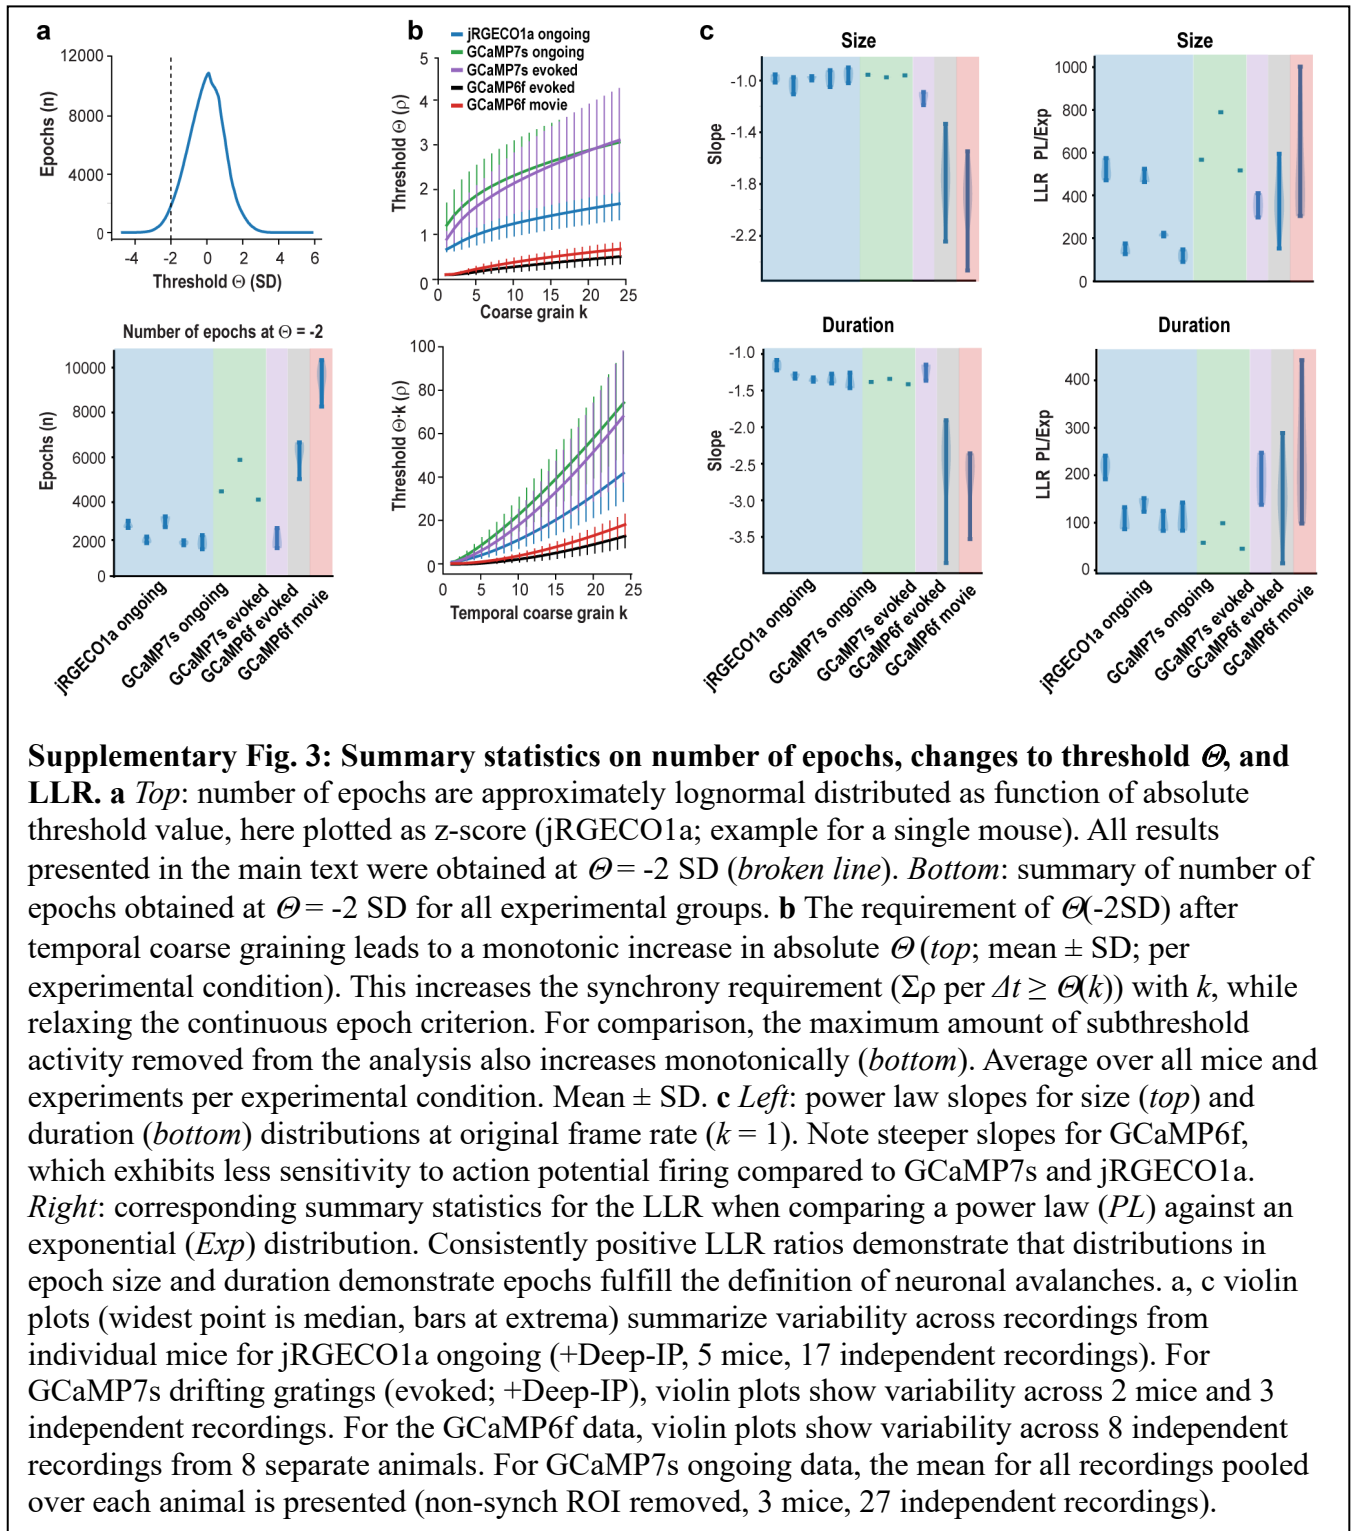 a
12000
8000
4000
0
Epochs (n)
-4 -2 0 2 4 6
Threshold Θ (SD)
Number of epochs at Θ = -2
10000
8000
6000
4000
2000
0
Epochs (n)
jRGECO1a ongoing
GCaMP7s ongoing
GCaMP7s evoked
GCaMP6f evoked
GCaMP6f movie
b
jRGECO1a ongoing
GCaMP7s ongoing
GCaMP7s evoked
GCaMP6f evoked
GCaMP6f movie
5
4
3
2
1
0
Threshold Θ (ρ)
0 5 10 15 20 25
Coarse grain k
100
80
60
40
20
0
Threshold Θ·k (ρ)
5 10 15 20 25
Temporal coarse grain k
c
Size
-1.0
-1.4
-1.8
-2.2
Slope
Size
1000
800
600
400
200
0
LLR PL/Exp
Duration
-1.0
-1.5
-2.0
-2.5
-3.0
-3.5
Slope
jRGECO1a ongoing
GCaMP7s ongoing
GCaMP7s evoked
GCaMP6f evoked
GCaMP6f movie
Duration
400
300
200
100
0
LLR PL/Exp
jRGECO1a ongoing
GCaMP7s ongoing
GCaMP7s evoked
GCaMP6f evoked
GCaMP6f movie
Supplementary Fig. 3: Summary statistics on number of epochs, changes to threshold Θ, and
LLR. a Top: number of epochs are approximately lognormal distributed as function of absolute
threshold value, here plotted as z-score (jRGECO1a; example for a single mouse). All results
presented in the main text were obtained at Θ = -2 SD (broken line). Bottom: summary of number of
epochs obtained at Θ = -2 SD for all experimental groups. b The requirement of Θ(-2SD) after
temporal coarse graining leads to a monotonic increase in absolute Θ (top; mean ± SD; per
experimental condition). This increases the synchrony requirement (Σρ per Δt ≥ Θ(k)) with k, while
relaxing the continuous epoch criterion. For comparison, the maximum amount of subthreshold
activity removed from the analysis also increases monotonically (bottom). Average over all mice and
experiments per experimental condition. Mean ± SD. c Left: power law slopes for size (top) and
duration (bottom) distributions at original frame rate (k = 1). Note steeper slopes for GCaMP6f,
which exhibits less sensitivity to action potential firing compared to GCaMP7s and jRGECO1a.
Right: corresponding summary statistics for the LLR when comparing a power law (PL) against an
exponential (Exp) distribution. Consistently positive LLR ratios demonstrate that distributions in
epoch size and duration demonstrate epochs fulfill the definition of neuronal avalanches. a, c violin
plots (widest point is median, bars at extrema) summarize variability across recordings from
individual mice for jRGECO1a ongoing (+Deep-IP, 5 mice, 17 independent recordings). For
GCaMP7s drifting gratings (evoked; +Deep-IP), violin plots show variability across 2 mice and 3
independent recordings. For the GCaMP6f data, violin plots show variability across 8 independent
recordings from 8 separate animals. For GCaMP7s ongoing data, the mean for all recordings pooled
over each animal is presented (non-synch ROI removed, 3 mice, 27 independent recordings).